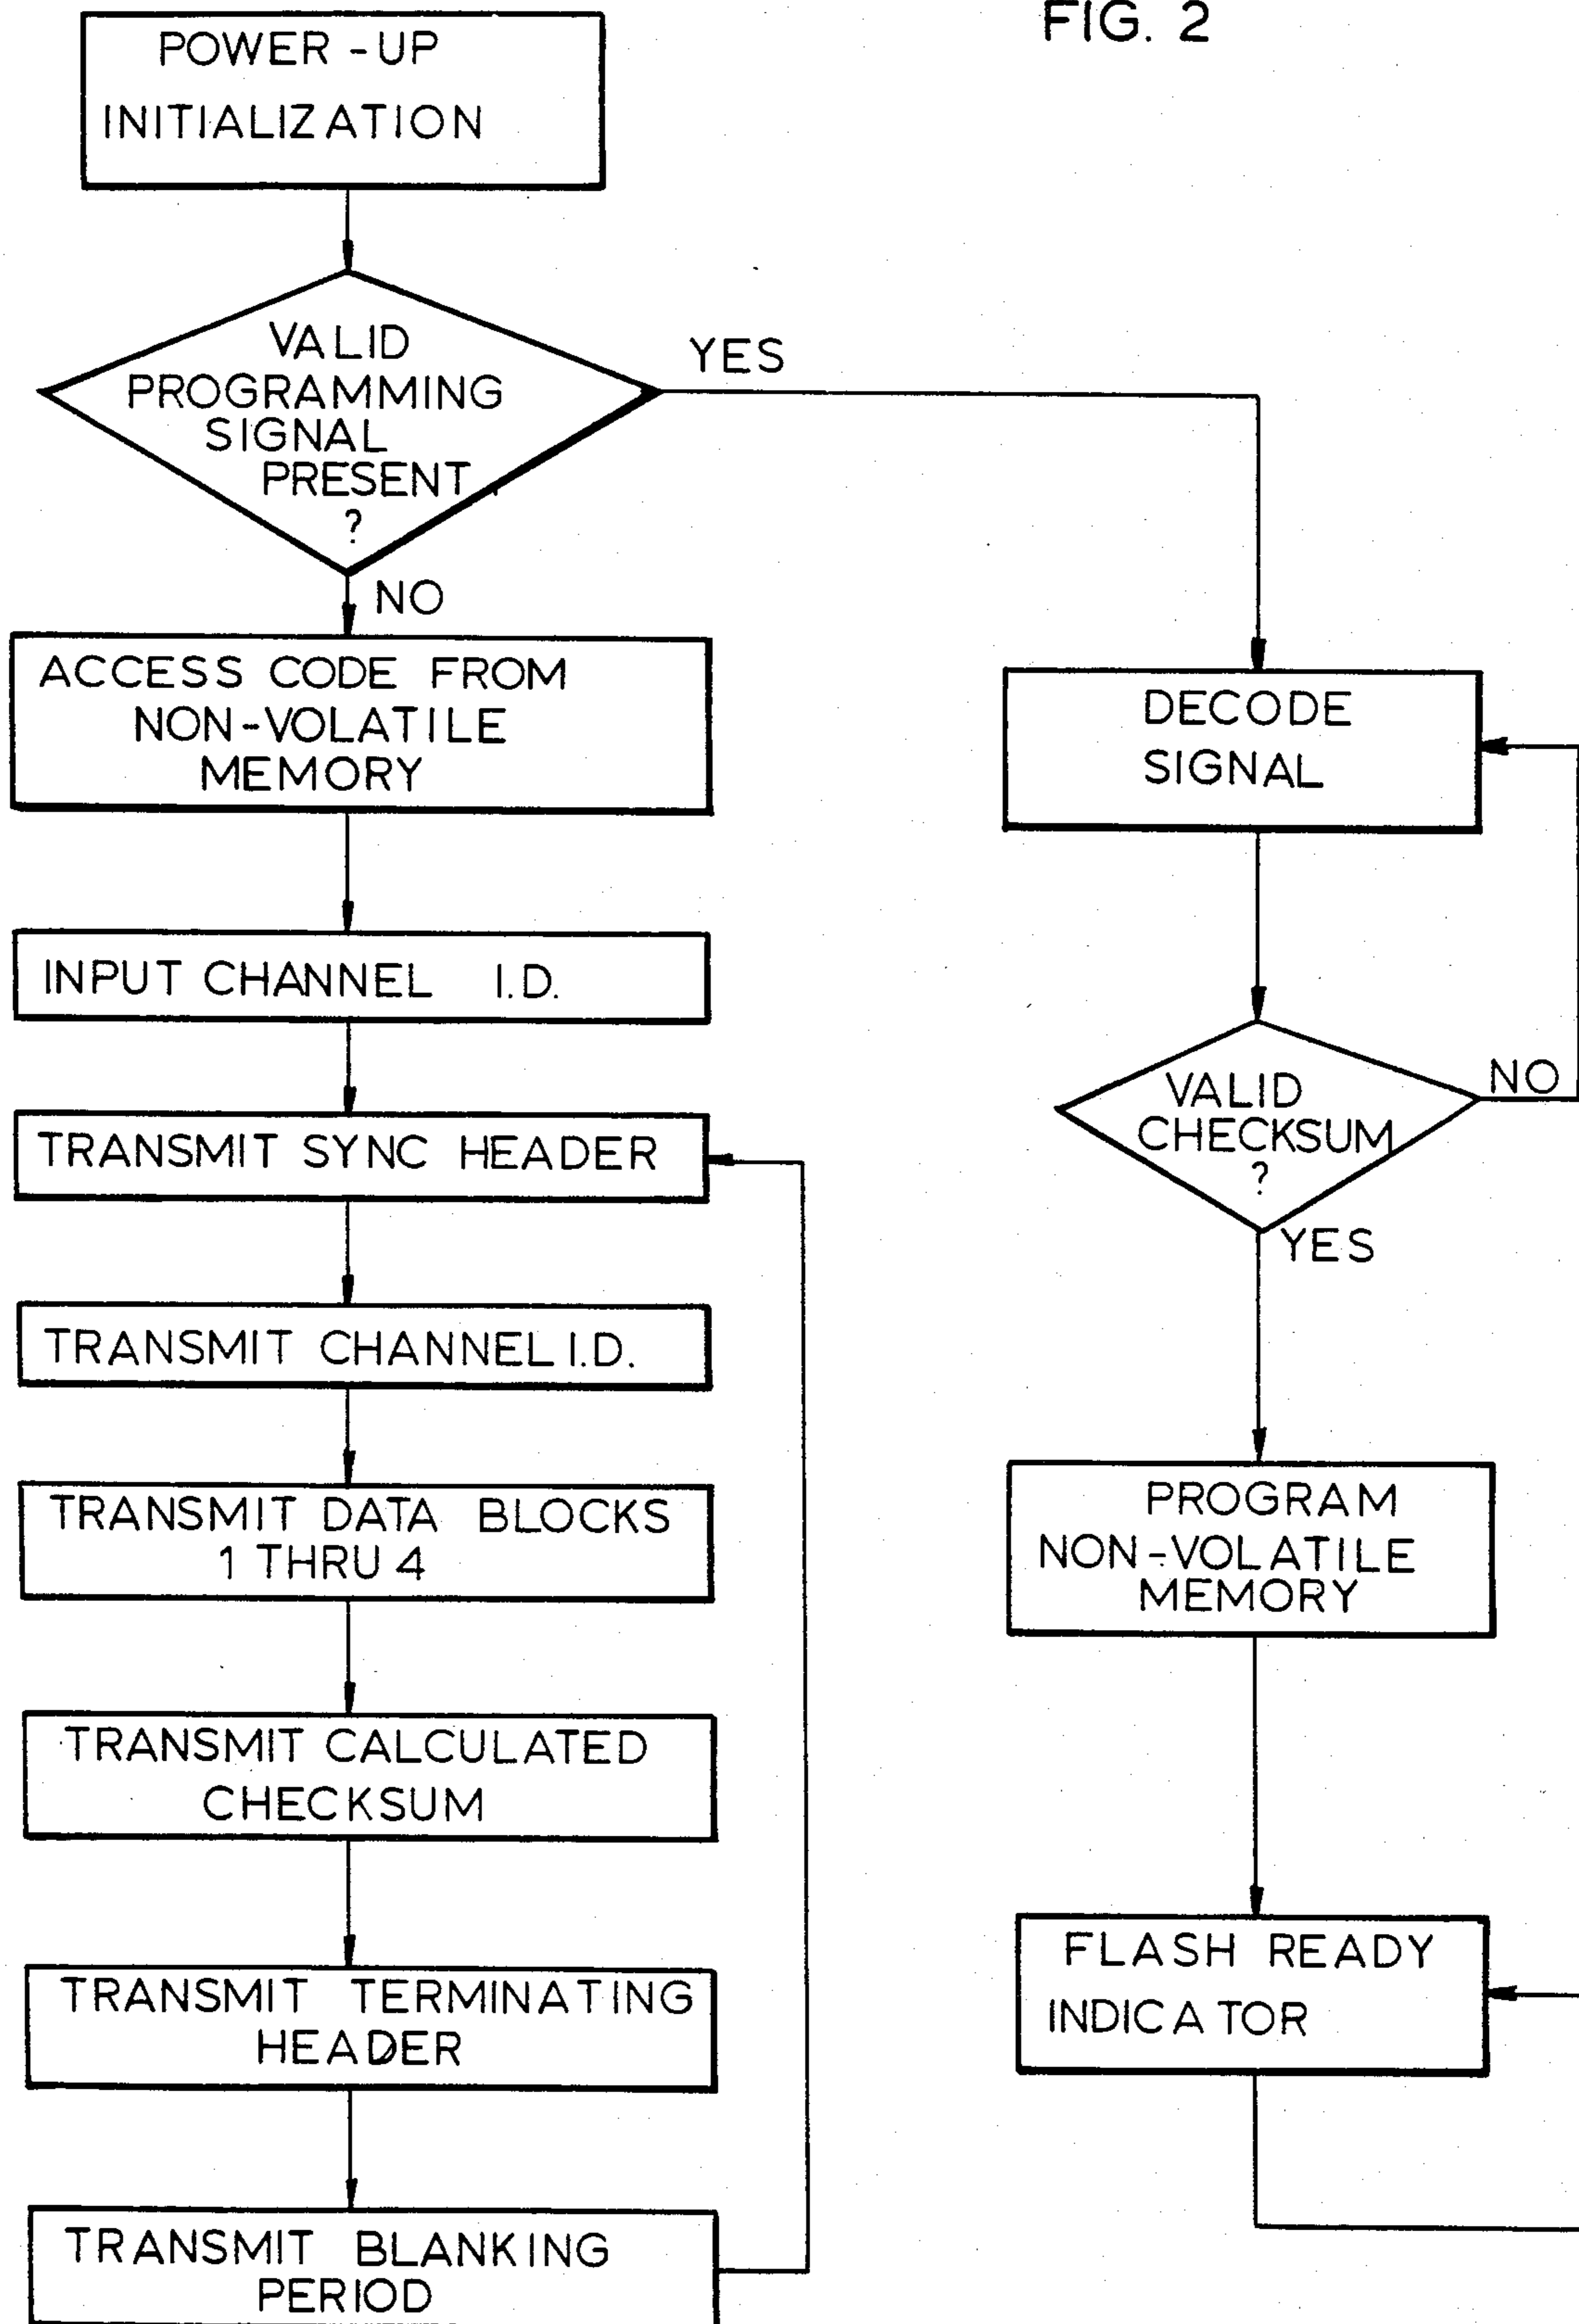 FIG. 2
POWER-UP
INITIALIZATION
VALID
PROGRAMMING
SIGNAL
PRESENT
?
YES
NO
ACCESS CODE FROM
NON-VOLATILE
MEMORY
INPUT CHANNEL I.D.
TRANSMIT SYNC HEADER
TRANSMIT CHANNEL I.D.
TRANSMIT DATA BLOCKS
1 THRU 4
TRANSMIT CALCULATED
CHECKSUM
TRANSMIT TERMINATING
HEADER
TRANSMIT BLANKING
PERIOD
DECODE
SIGNAL
VALID
CHECKSUM
?
NO
YES
PROGRAM
NON-VOLATILE
MEMORY
FLASH READY
INDICATOR